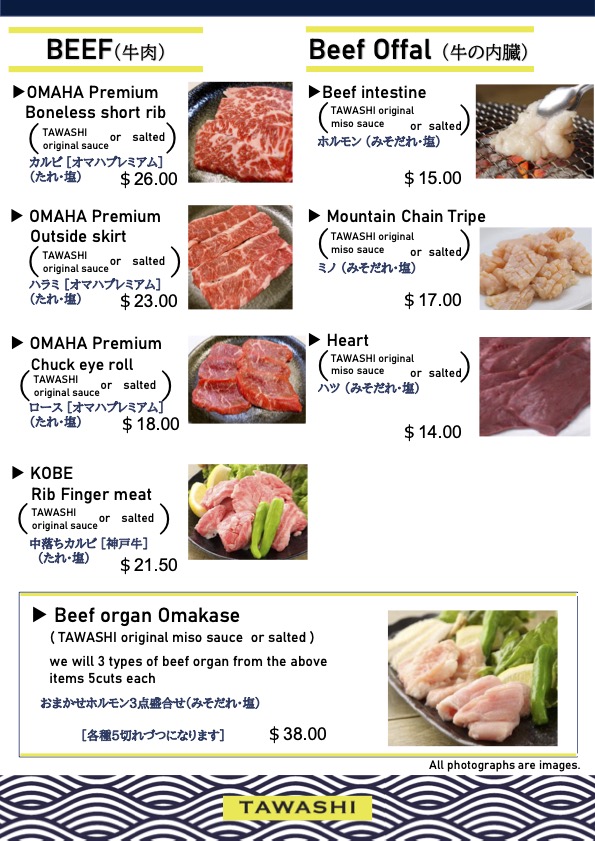 BEEF(牛肉)
▶OMAHA Premium
Boneless short rib
(TAWASHI original sauce or salted)
カルビ [オマハプレミアム]
(たれ・塩)
$ 26.00
▶ OMAHA Premium
Outside skirt
(TAWASHI original sauce or salted)
ハラミ [オマハプレミアム]
(たれ・塩)
$ 23.00
▶ OMAHA Premium
Chuck eye roll
(TAWASHI original sauce or salted)
ロース [オマハプレミアム]
(たれ・塩)
$ 18.00
▶ KOBE
Rib Finger meat
(TAWASHI original sauce or salted)
中落ちカルビ [神戸牛]
(たれ・塩)
$ 21.50
Beef Offal (牛の内臓)
▶Beef intestine
(TAWASHI original miso sauce or salted)
ホルモン (みそだれ・塩)
$ 15.00
▶ Mountain Chain Tripe
(TAWASHI original miso sauce or salted)
ミノ (みそだれ・塩)
$ 17.00
▶ Heart
(TAWASHI original miso sauce or salted)
ハツ (みそだれ・塩)
$ 14.00
▶ Beef organ Omakase
( TAWASHI original miso sauce or salted )
we will 3 types of beef organ from the above
items 5cuts each
おまかせホルモン3点盛合せ(みそだれ・塩)
[各種5切れづつになります]
$ 38.00
All photographs are images.
TAWASHI